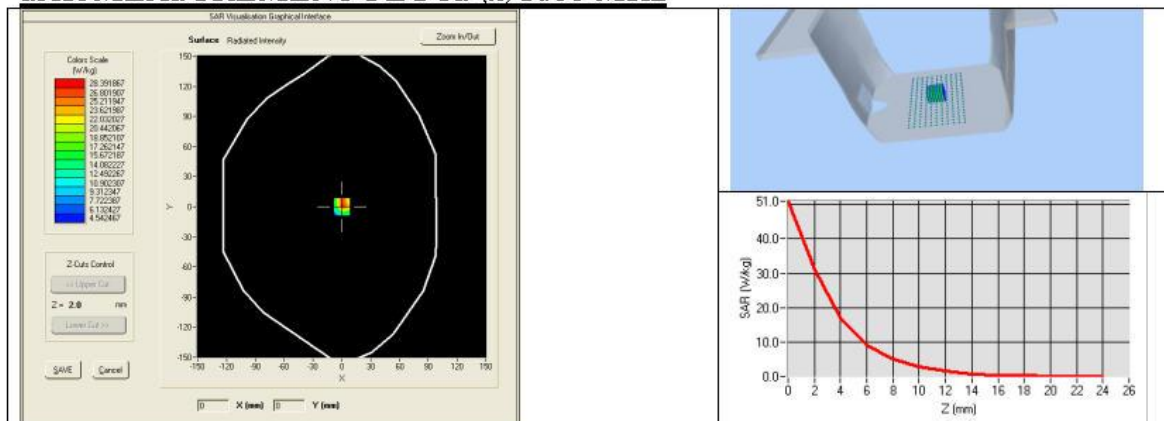 SAR Visualisation Graphical Interface
Surface Radiated Intensity
Zoom In/Out
Colors Scale
(W/kg)
28.391867
26.801907
25.211947
23.621987
22.032027
20.442067
18.852107
17.262147
15.672187
14.082227
12.492267
10.902307
9.312347
7.722387
6.132427
4.542467
Z-Cuts Control
<< Upper Cut
Z = 2.0 mm
Lower Cut >>
SAVE Cancel
150
120
90
60
30
0
-30
-60
-90
-120
-150
Y
-150 -120 -90 -60 -30 0 30 60 90 120 150
X
0 X (mm) 0 Y (mm)
51.0
40.0
30.0
20.0
10.0
0.0
SAR (W/kg)
0 2 4 6 8 10 12 14 16 18 20 22 24 26
Z (mm)